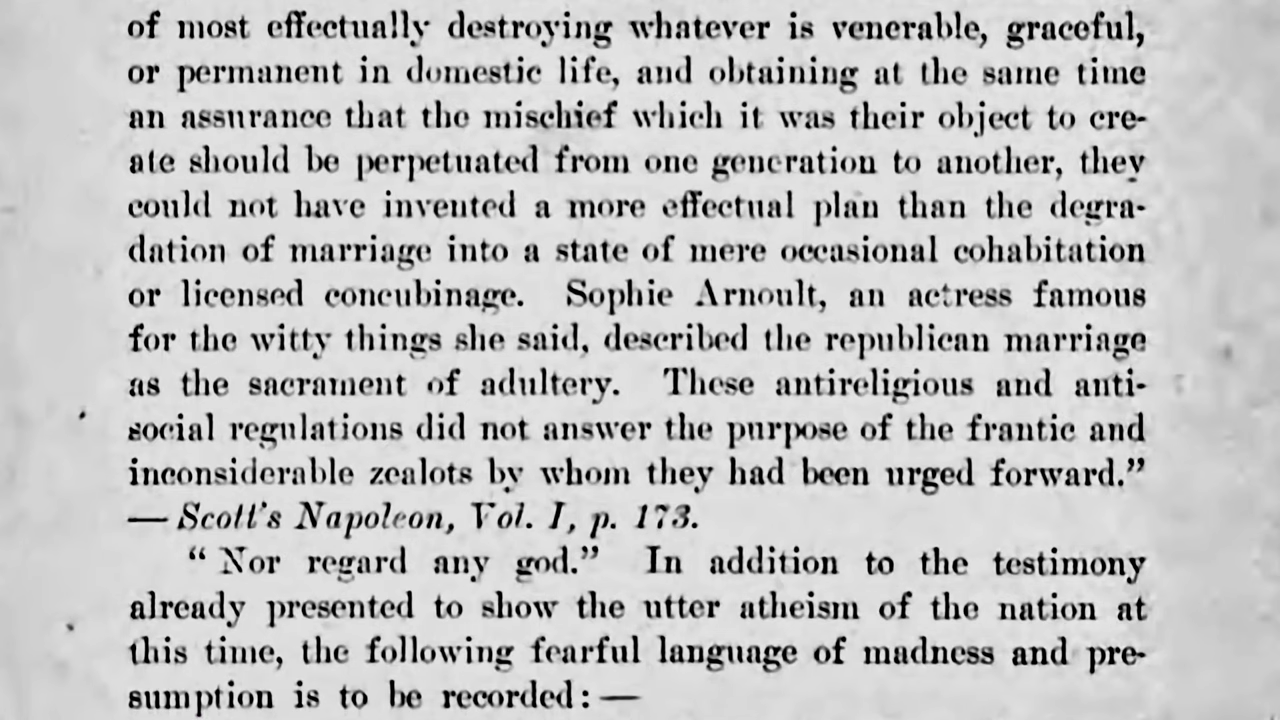 of most effectually destroying whatever is venerable, graceful,
or permanent in domestic life, and obtaining at the same time
an assurance that the mischief which it was their object to cre-
ate should be perpetuated from one generation to another, they
could not have invented a more effectual plan than the degra-
dation of marriage into a state of mere occasional cohabitation
or licensed concubinage. Sophie Arnoult, an actress famous
for the witty things she said, described the republican marriage
as the sacrament of adultery. These antireligious and anti-
social regulations did not answer the purpose of the frantic and
inconsiderable zealots by whom they had been urged forward.”
— Scott's Napoleon, Vol. I, p. 173.
“ Nor regard any god.” In addition to the testimony
already presented to show the utter atheism of the nation at
this time, the following fearful language of madness and pre-
sumption is to be recorded: —